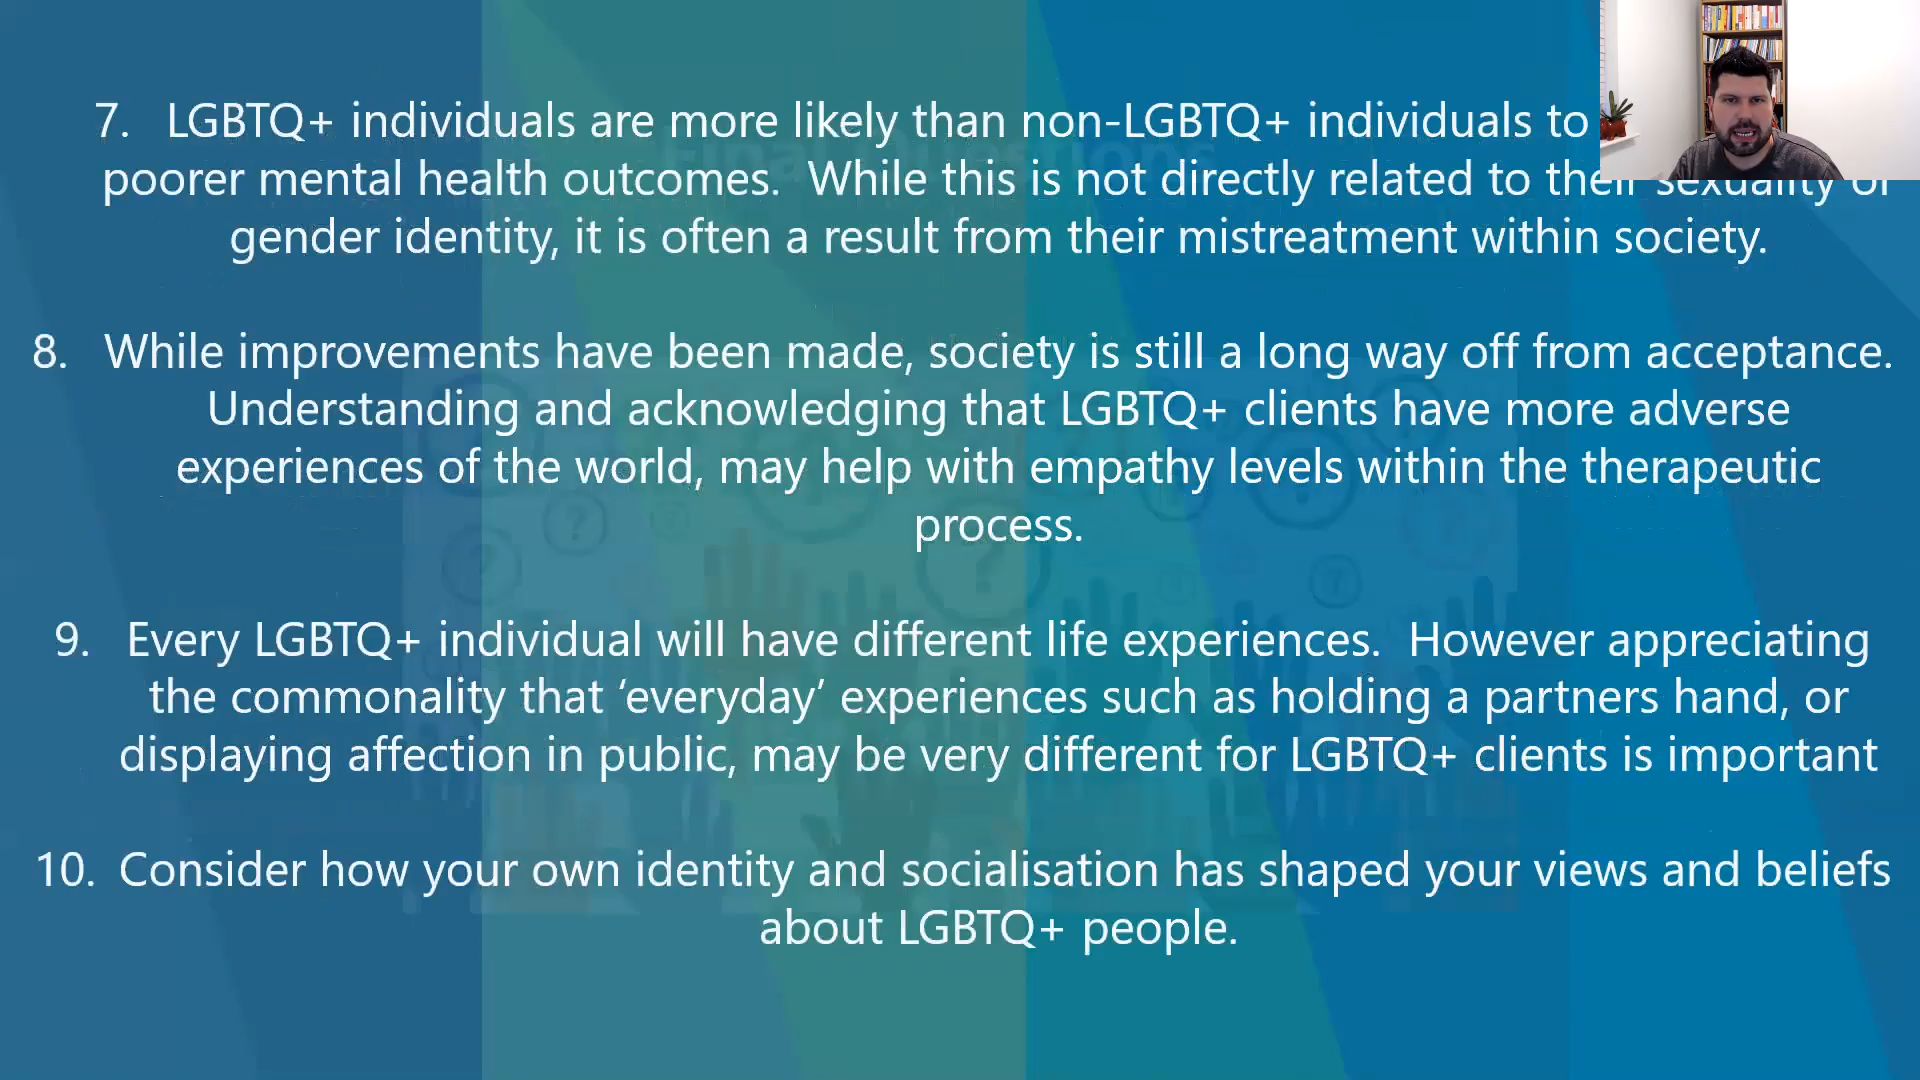 7. LGBTQ+ individuals are more likely than non-LGBTQ+ individuals to
poorer mental health outcomes. While this is not directly related to their sexuality or
gender identity, it is often a result from their mistreatment within society.
8. While improvements have been made, society is still a long way off from acceptance.
Understanding and acknowledging that LGBTQ+ clients have more adverse
experiences of the world, may help with empathy levels within the therapeutic
process.
9. Every LGBTQ+ individual will have different life experiences. However appreciating
the commonality that ‘everyday’ experiences such as holding a partners hand, or
displaying affection in public, may be very different for LGBTQ+ clients is important
10. Consider how your own identity and socialisation has shaped your views and beliefs
about LGBTQ+ people.